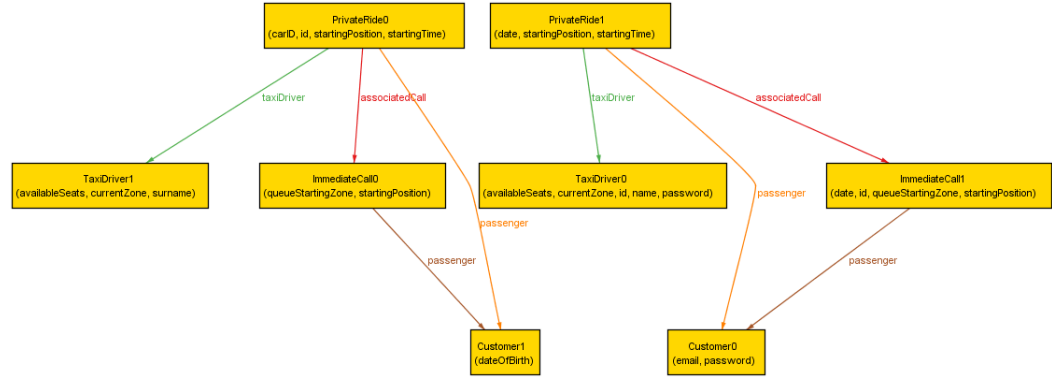 PrivateRide0
(carID, id, startingPosition, startingTime)
PrivateRide1
(date, startingPosition, startingTime)
taxiDriver
associatedCall
taxiDriver
associatedCall
TaxiDriver1
(availableSeats, currentZone, surname)
ImmediateCall0
(queueStartingZone, startingPosition)
TaxiDriver0
(availableSeats, currentZone, id, name, password)
ImmediateCall1
(date, id, queueStartingZone, startingPosition)
passenger
passenger
passenger
passenger
Customer1
(dateOfBirth)
Customer0
(email, password)